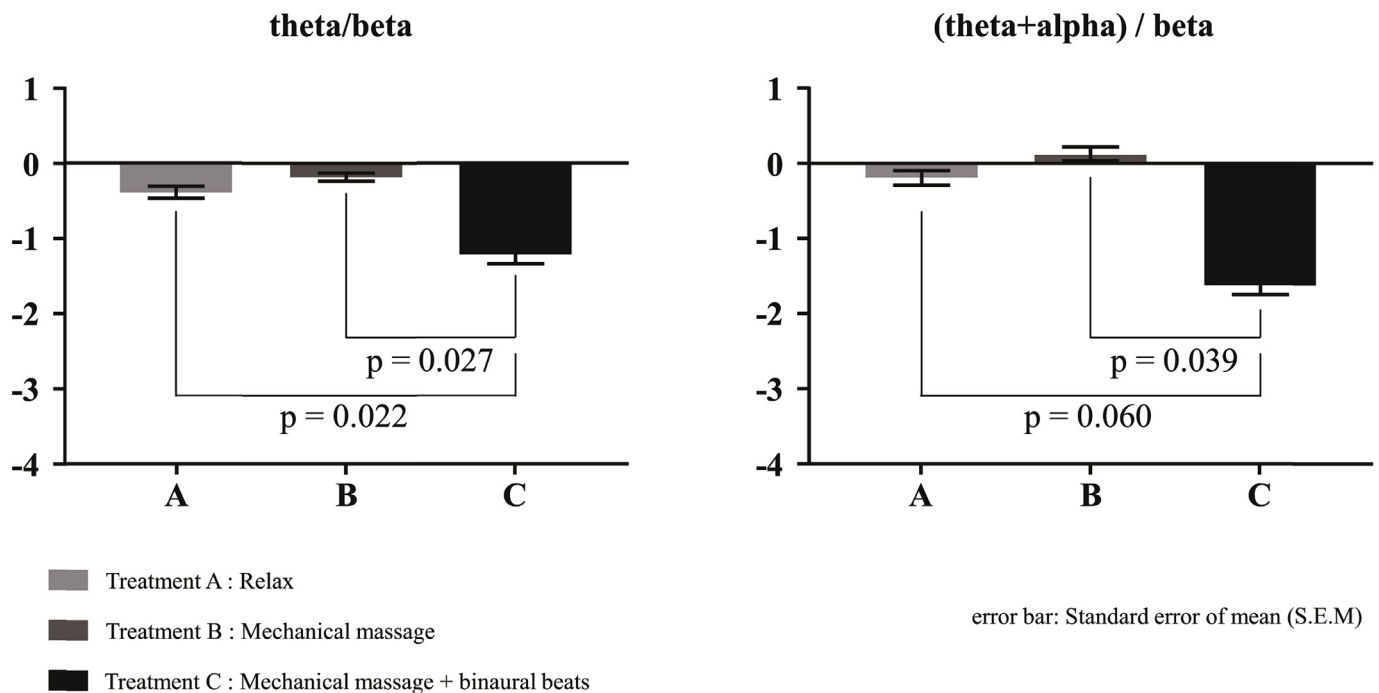 theta/beta
1
0
-1
-2
-3
-4
p = 0.027
p = 0.022
A B C
(theta+alpha) / beta
1
0
-1
-2
-3
-4
p = 0.039
p = 0.060
A B C
Treatment A : Relax
Treatment B : Mechanical massage
Treatment C : Mechanical massage + binaural beats
error bar: Standard error of mean (S.E.M)